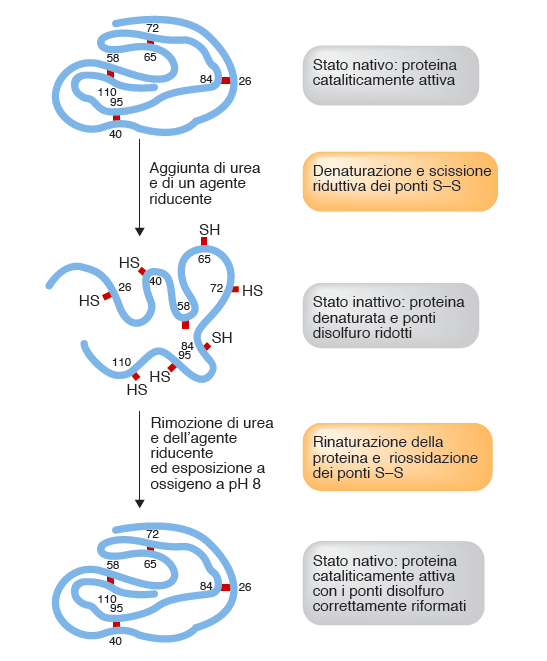 72
58
65
84
26
110
95
40
Stato nativo: proteina
cataliticamente attiva
Aggiunta di urea
e di un agente
riducente
Denaturazione e scissione
riduttiva dei ponti S–S
SH
65
HS
40
26
HS
72
HS
58
SH
84
95
110
HS
HS
Stato inattivo: proteina
denaturata e ponti
disolfuro ridotti
Rimozione di urea
e dell'agente
riducente
ed esposizione a
ossigeno a pH 8
Rinaturazione della
proteina e riossidazione
dei ponti S–S
72
58
65
84
26
110
95
40
Stato nativo: proteina
cataliticamente attiva
con i ponti disolfuro
correttamente riformati